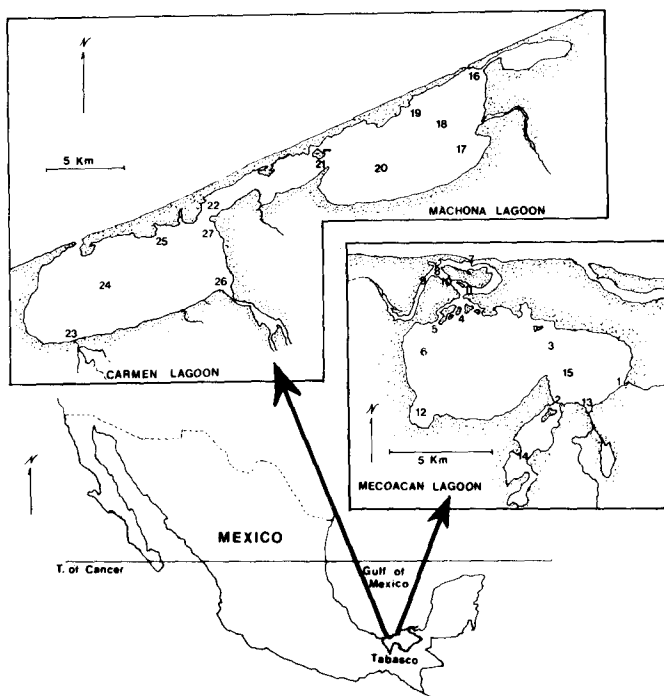 N
5 Km
16
19
18
17
20
21
22
27
25
24
26
23
MACHONA LAGOON
CARMEN LAGOON
7
8
9
10
11
5
4
6
3
15
1
12
2
13
14
N
5 Km
MECOACAN LAGOON
N
MEXICO
T. of Cancer
Gulf of
Mexico
Tabasco